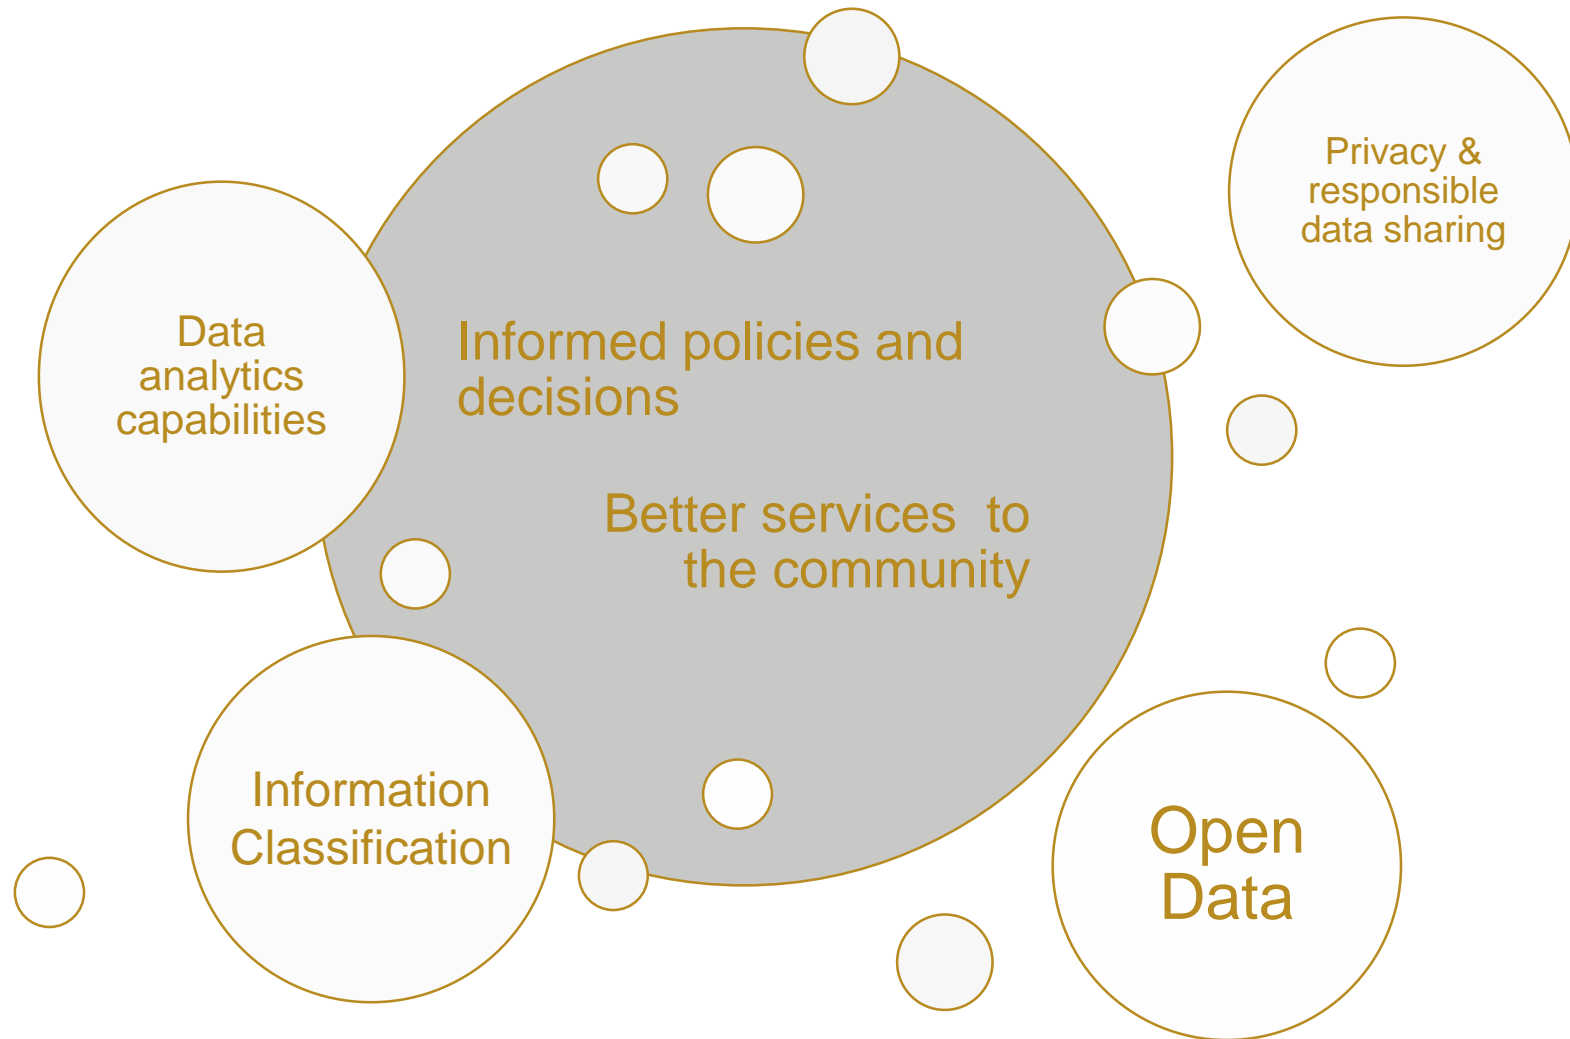 Privacy &
responsible
data sharing
Data
analytics
capabilities
Informed policies and
decisions
Better services  to
the community
Information
Classification
Open
Data